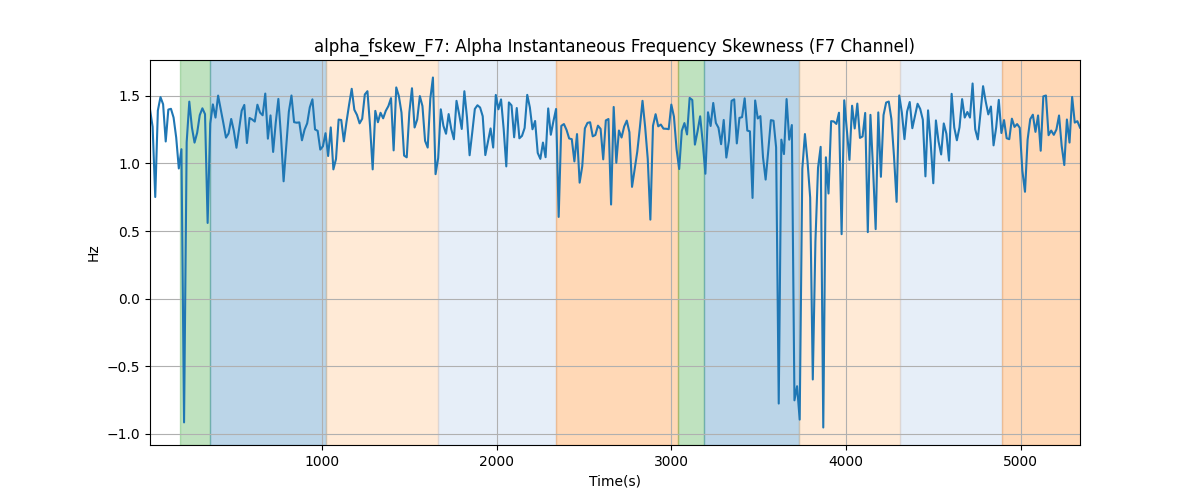 alpha_fskew_F7: Alpha Instantaneous Frequency Skewness (F7 Channel)
1.5
1.0
0.5
0.0
−0.5
−1.0
Hz
1000 2000 3000 4000 5000
Time(s)